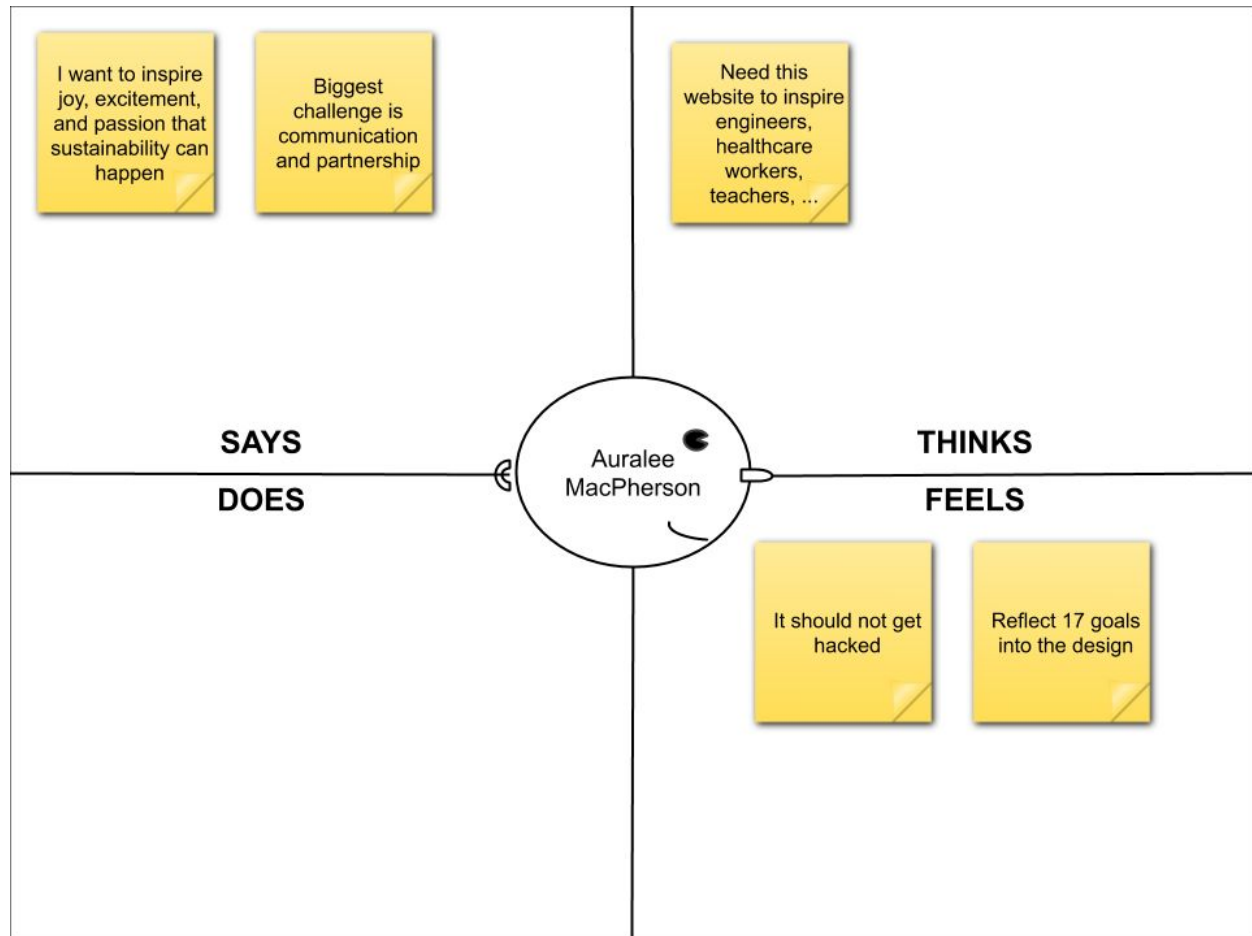 I want to inspire
joy, excitement,
and passion that
sustainability can
happen
Biggest
challenge is
communication
and partnership
Need this
website to inspire
engineers,
healthcare
workers,
teachers, ...
SAYS
THINKS
Auralee
MacPherson
DOES
FEELS
It should not get
hacked
Reflect 17 goals
into the design